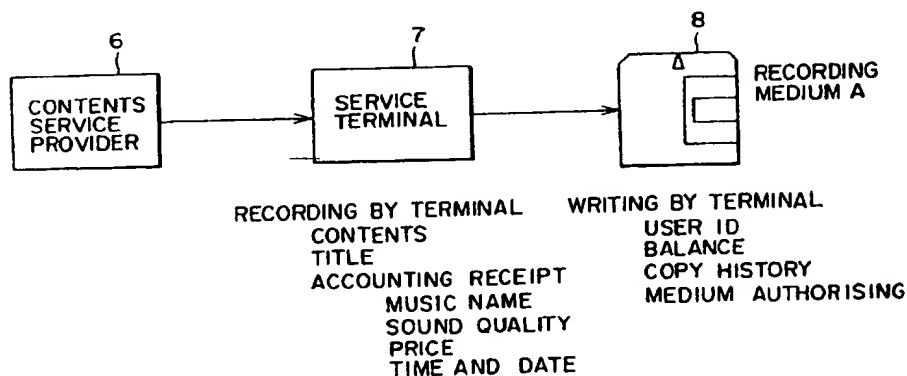 6
7
8
CONTENTS
SERVICE
PROVIDER
SERVICE
TERMINAL
RECORDING
MEDIUM A
RECORDING BY TERMINAL
CONTENTS
TITLE
ACCOUNTING RECEIPT
MUSIC NAME
SOUND QUALITY
PRICE
TIME AND DATE
WRITING BY TERMINAL
USER ID
BALANCE
COPY HISTORY
MEDIUM AUTHORISING